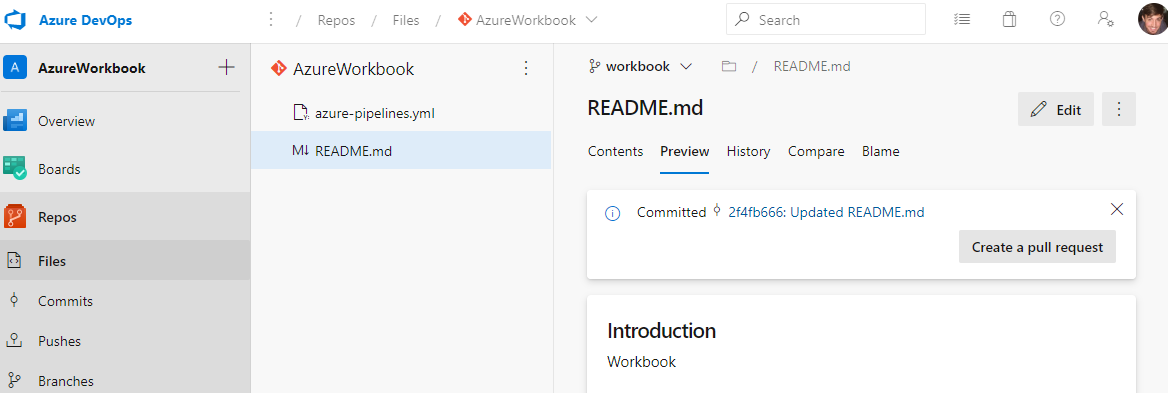 Azure DevOps / Repos / Files / AzureWorkbook Search
A AzureWorkbook
Overview
Boards
Repos
Files
Commits
Pushes
Branches
AzureWorkbook
azure-pipelines.yml
M↓ README.md
workbook / README.md
README.md Edit
Contents Preview History Compare Blame
Committed 2f4fb666: Updated README.md
Create a pull request
Introduction
Workbook